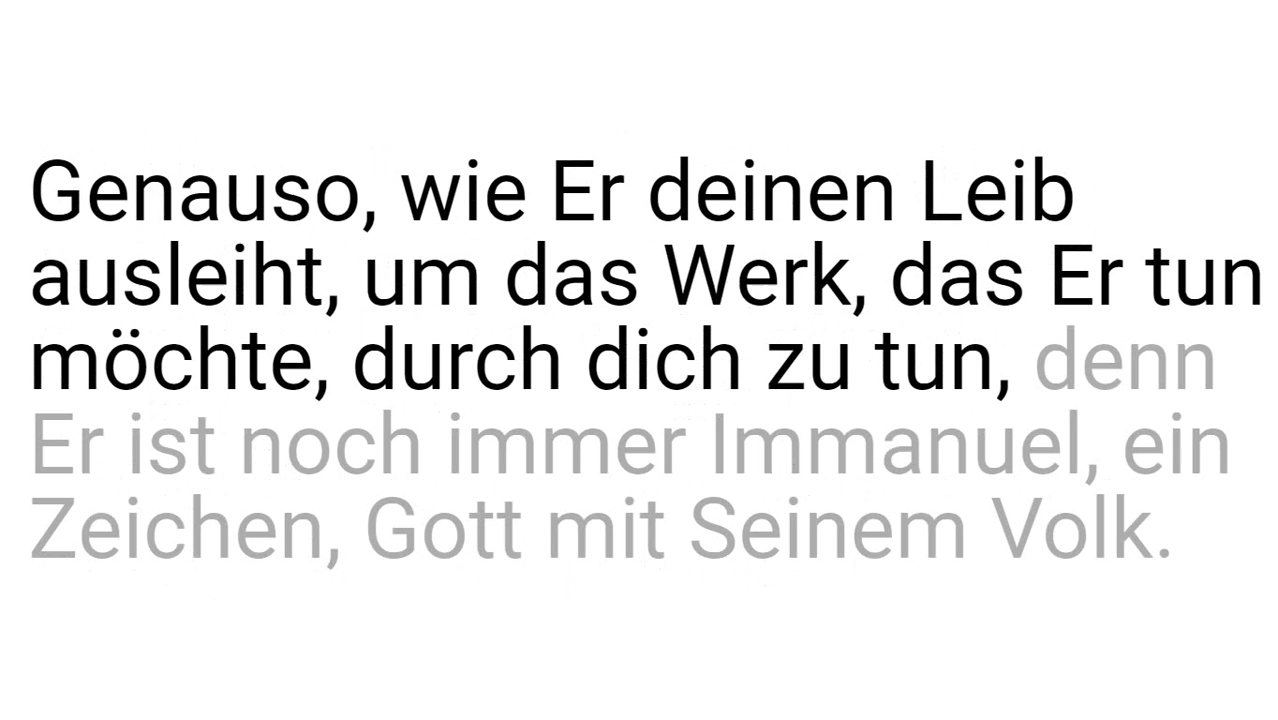 Genauso, wie Er deinen Leib
ausleiht, um das Werk, das Er tun
möchte, durch dich zu tun, denn
Er ist noch immer Immanuel, ein
Zeichen, Gott mit Seinem Volk.